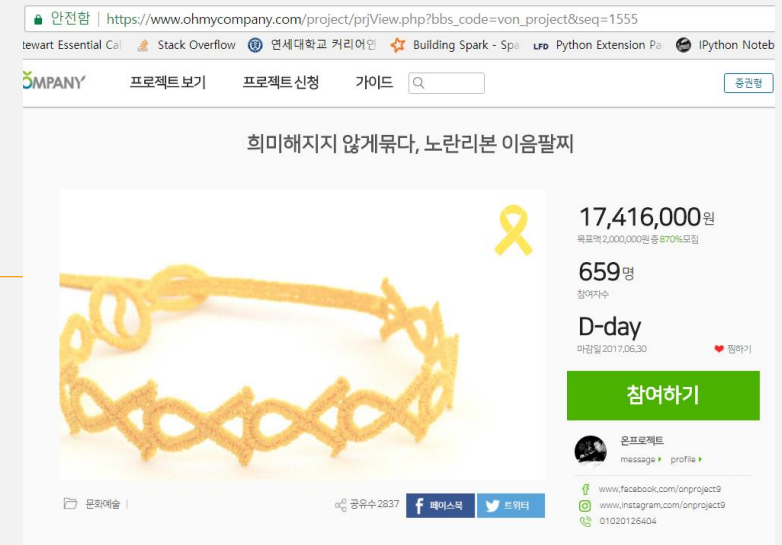 안전함 | https://www.ohmycompany.com/project/prjView.php?bbs_code=von_project&seq=1555
tewart Essential Cal Stack Overflow 연세대학교 커리어연 Building Spark - Spa LFD Python Extension Pa IPython Noteb
OMPANY 프로젝트 보기 프로젝트 신청 가이드 증권형
희미해지지 않게묶다, 노란리본 이음팔찌
17,416,000원
목표액 2,000,000원 중 870% 모집
659명
참여자수
D-day
마감일 2017.06.30 찜하기
참여하기
온프로젝트
message profile
www.facebook.com/onproject9
www.instagram.com/onproject9
01020126404
문화예술 | 공유수 2837 f 페이스북 트위터